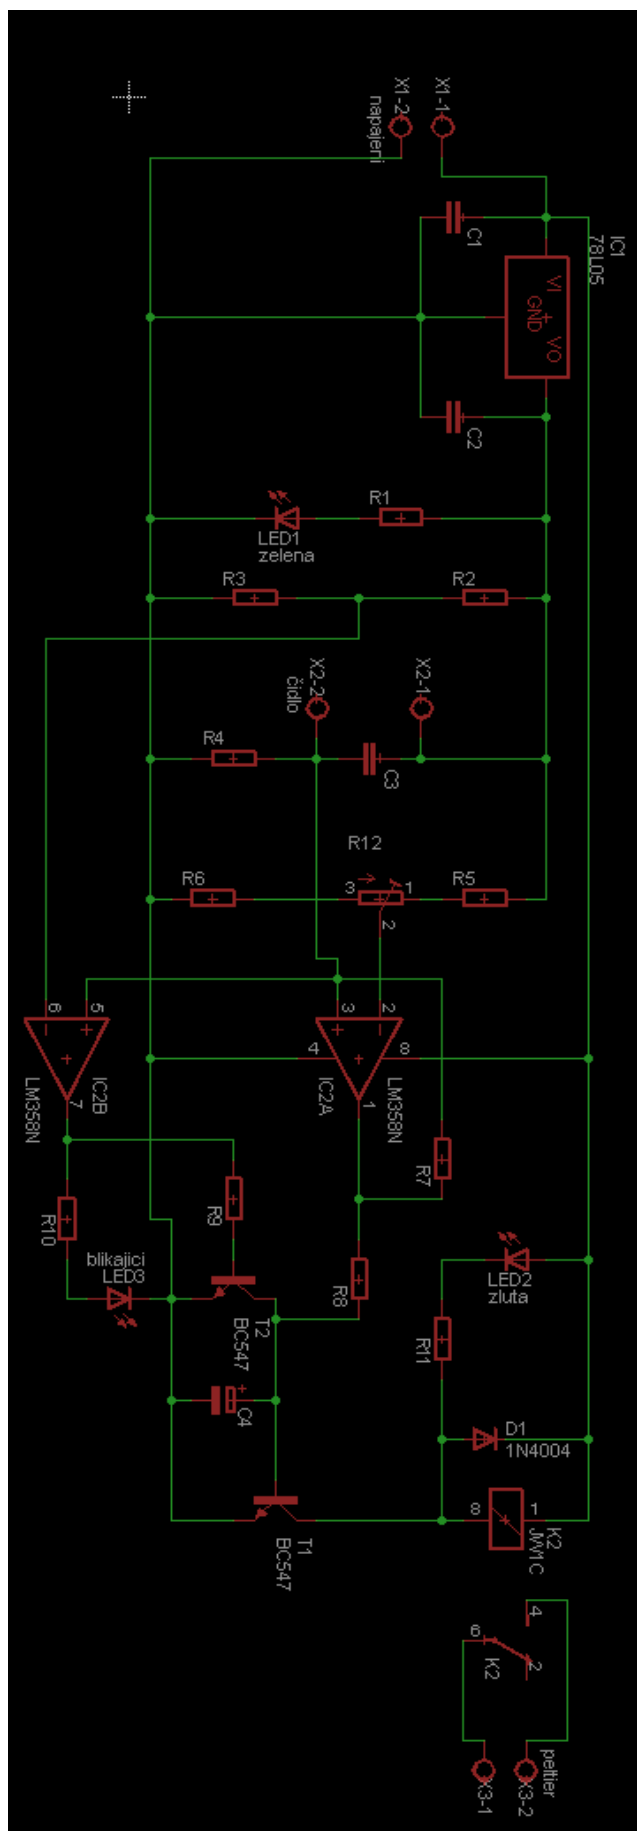 X1-2
napajeni
X1-1
IC1
78L05
C1
VI
GND
VO
C2
R1
LED1
zelena
R3
R2
X2-2
čidlo
X2-1
R4
C3
R12
R6
3
1
R5
2
6
5
3
2
4
8
IC2B
LM358N
7
IC2A
LM358N
1
R7
R10
R9
R8
blikajici
LED3
LED2
zluta
T2
BC547
R11
C4
D1
1N4004
8
1
K2
JW1C
T1
BC547
4
6
2
K2
peltier
X3-1
X3-2